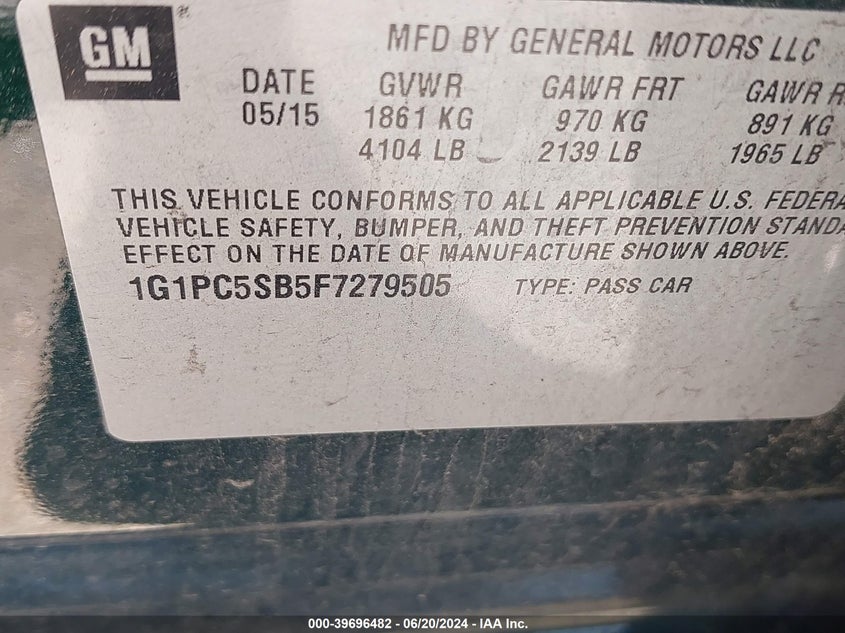 GM
®
MFD BY GENERAL MOTORS LLC
DATE GVWR GAWR FRT GAWR R
05/15 1861 KG 970 KG 891 KG
4104 LB 2139 LB 1965 LB
THIS VEHICLE CONFORMS TO ALL APPLICABLE U.S. FEDERA
VEHICLE SAFETY, BUMPER, AND THEFT PREVENTION STANDA
EFFECT ON THE DATE OF MANUFACTURE SHOWN ABOVE.
1G1PC5SB5F7279505 TYPE: PASS CAR
000-39696482 - 06/20/2024 - IAA Inc.